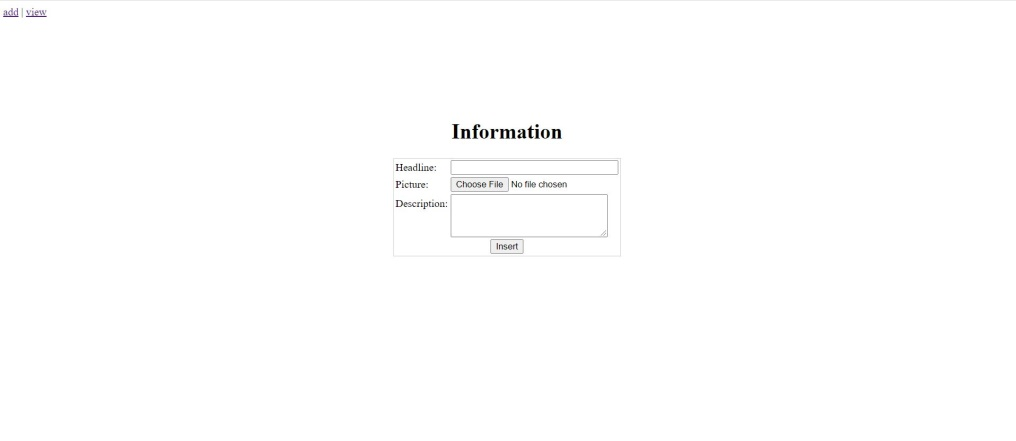 add | view
Information
Headline:
Picture: Choose File No file chosen
Description:
Insert